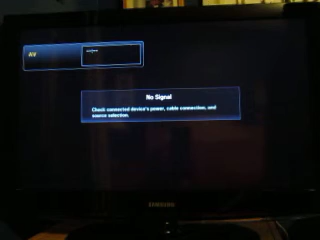 AV
No Signal
Check connected device's power, cable connection, and
source selection.
SAMSUNG